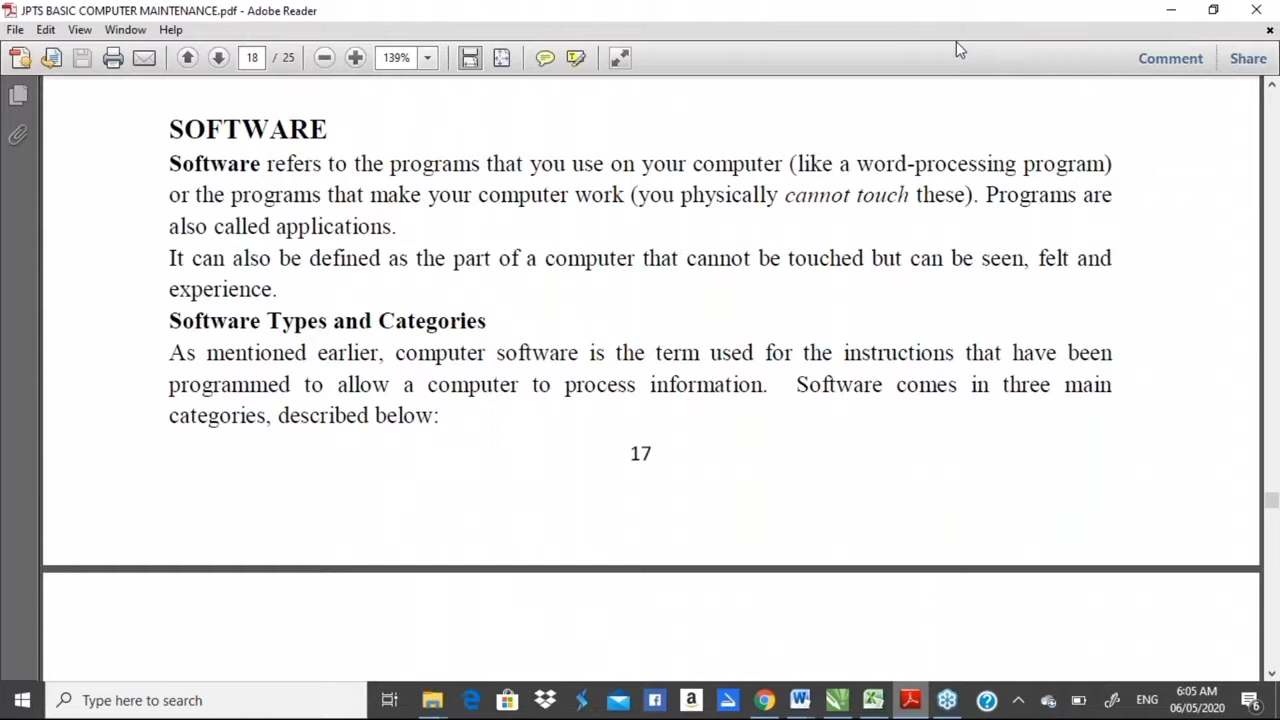 JPTS BASIC COMPUTER MAINTENANCE.pdf - Adobe Reader
File Edit View Window Help
18 / 25 139% Comment Share
SOFTWARE
Software refers to the programs that you use on your computer (like a word-processing program)
or the programs that make your computer work (you physically cannot touch these). Programs are
also called applications.
It can also be defined as the part of a computer that cannot be touched but can be seen, felt and
experience.
Software Types and Categories
As mentioned earlier, computer software is the term used for the instructions that have been
programmed to allow a computer to process information. Software comes in three main
categories, described below:
17
Type here to search
ENG
6:05 AM
06/05/2020
6